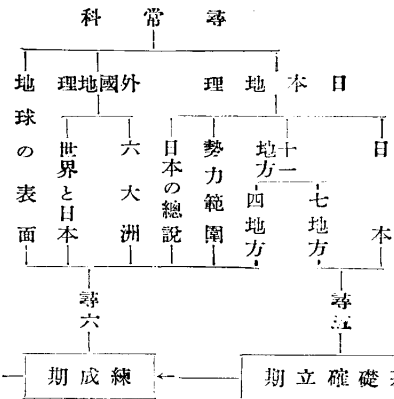 科常尋
理地本日
理地國外
地球の表面
日本
十一地方
勢力範圍
日本の總説
六大洲
世界と日本
七地方
四地方
尋五
尋六
期立確礎
期成練